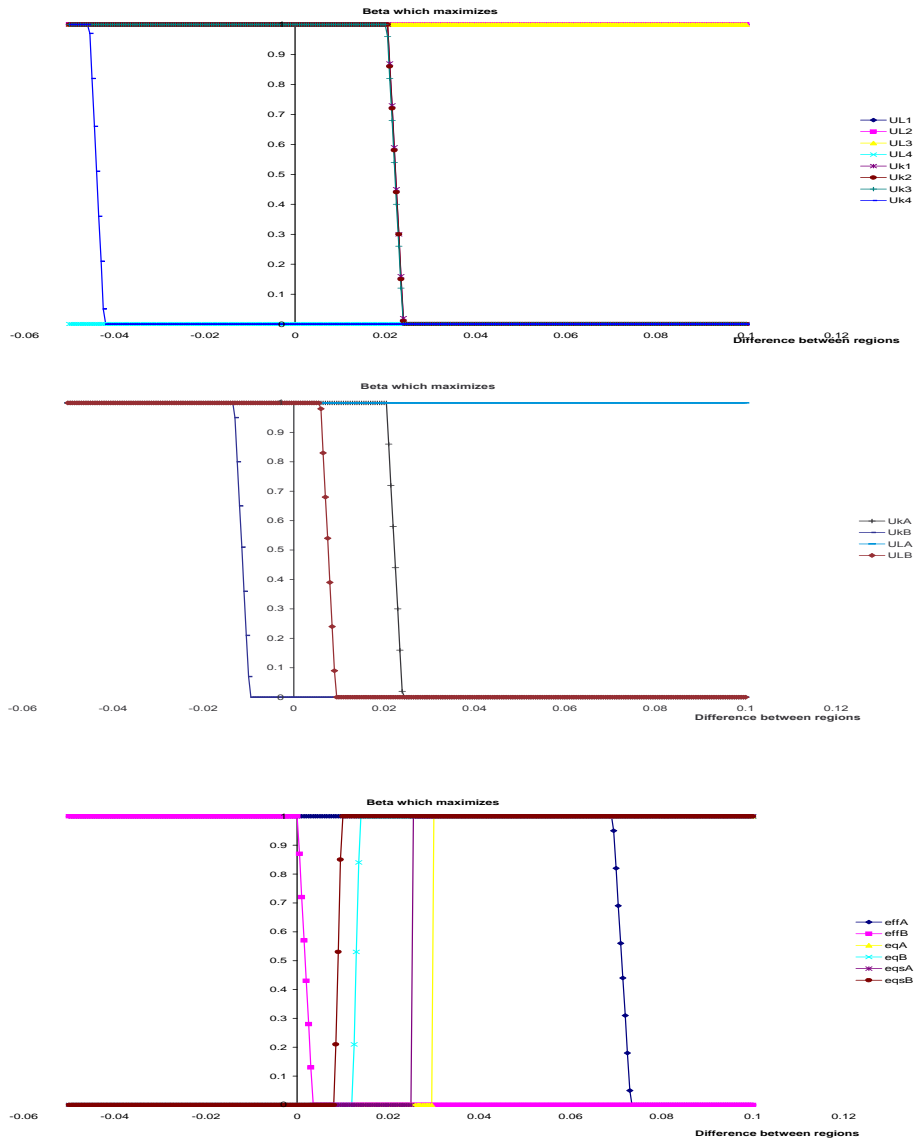 Beta which maximizes
1
0.9
0.8
0.7
0.6
0.5
0.4
0.3
0.2
0.1
0
-0.06 -0.04 -0.02 0 0.02 0.04 0.06 0.08 0.1 0.12
Difference between regions
UL1
UL2
UL3
UL4
Uk1
Uk2
Uk3
Uk4
Beta which maximizes
1
0.9
0.8
0.7
0.6
0.5
0.4
0.3
0.2
0.1
0
-0.06 -0.04 -0.02 0 0.02 0.04 0.06 0.08 0.1 0.12
Difference between regions
UkA
UkB
ULA
ULB
Beta which maximizes
1
0.9
0.8
0.7
0.6
0.5
0.4
0.3
0.2
0.1
0
-0.06 -0.04 -0.02 0 0.02 0.04 0.06 0.08 0.1 0.12
Difference between regions
effA
effB
eqA
eqB
eqsA
eqsB